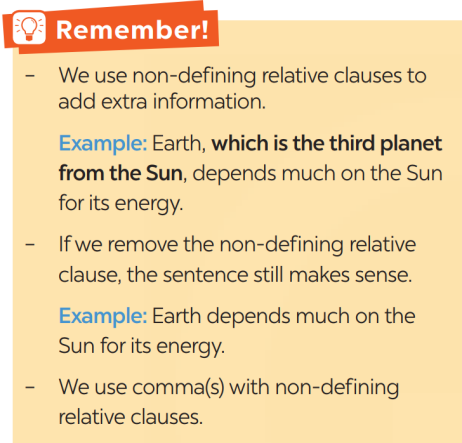 Remember!
– We use non-defining relative clauses to
add extra information.
Example: Earth, which is the third planet
from the Sun, depends much on the Sun
for its energy.
– If we remove the non-defining relative
clause, the sentence still makes sense.
Example: Earth depends much on the
Sun for its energy.
– We use comma(s) with non-defining
relative clauses.